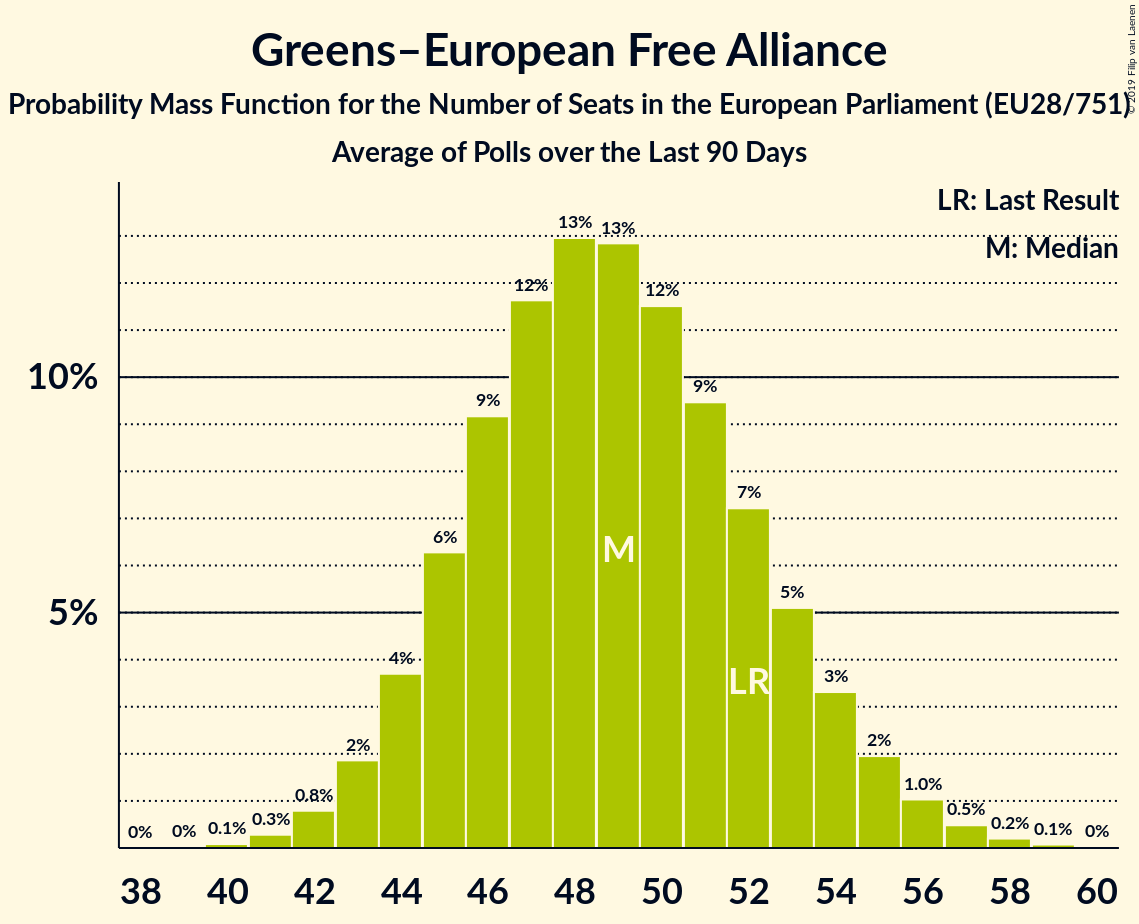 Greens–European Free Alliance
Probability Mass Function for the Number of Seats in the European Parliament (EU28/751)
Average of Polls over the Last 90 Days
© 2019 Filip van Laenen
LR: Last Result
M: Median
10%
5%
0%
0%
0.1%
0.3%
0.8%
2%
4%
6%
9%
12%
13%
13%
12%
9%
7%
5%
3%
2%
1.0%
0.5%
0.2%
0.1%
0%
M
LR
38 40 42 44 46 48 50 52 54 56 58 60